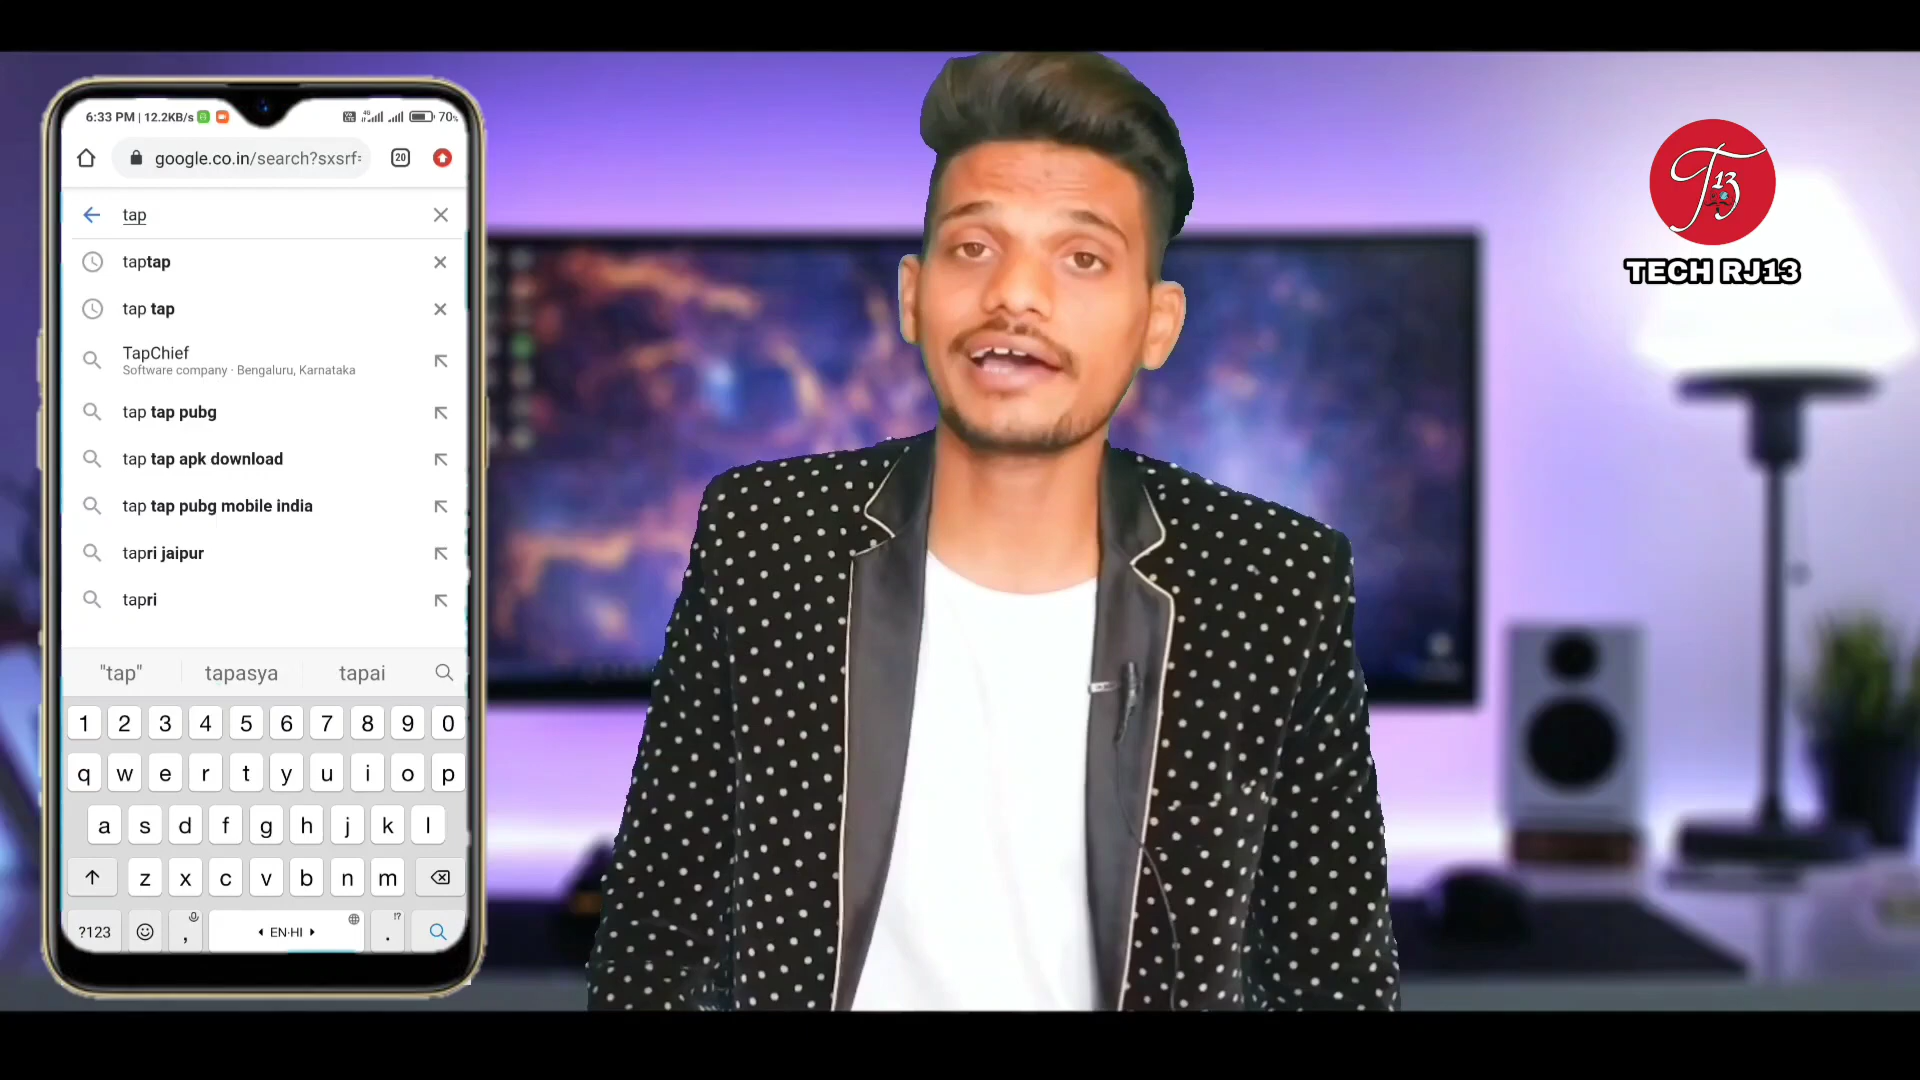 6:33 PM | 12.2KB/s
70%
google.co.in/search?sxsrf=
20
tap
taptap
tap tap
TapChief
Software company · Bengaluru, Karnataka
tap tap pubg
tap tap apk download
tap tap pubg mobile india
tapri jaipur
tapri
"tap" tapasya tapai
1 2 3 4 5 6 7 8 9 0
q w e r t y u i o p
a s d f g h j k l
z x c v b n m
?123 , EN·HI . !?
T13
TECH RJ13